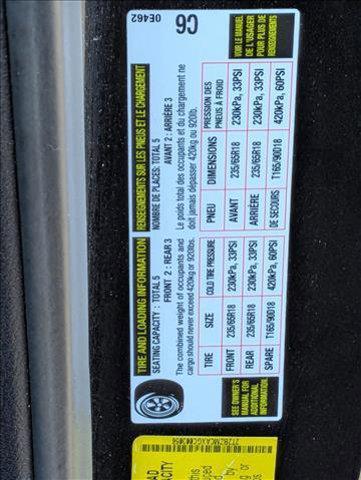 TIRE AND LOADING INFORMATION
SEATING CAPACITY : TOTAL 5 FRONT 2 : REAR 3
The combined weight of occupants and
cargo should never exceed 420kg or 920lbs.
TIRE SIZE COLD TIRE PRESSURE
FRONT 235/65R18 230kPa, 33PSI
REAR 235/65R18 230kPa, 33PSI
SPARE T165/90D18 420kPa, 60PSI
SEE OWNER'S
MANUAL FOR
ADDITIONAL
INFORMATION
RENSEIGNEMENTS SUR LES PNEUS ET LE CHARGEMENT
NOMBRE DE PLACES: TOTAL 5 AVANT 2 : ARRIÈRE 3
Le poids total des occupants et du chargement ne
doit jamais dépasser 420kg ou 920lb.
PNEU DIMENSIONS PRESSION DES
PNEUS À FROID
AVANT 235/65R18 230kPa, 33PSI
ARRIÈRE 235/65R18 230kPa, 33PSI
DE SECOURS T165/90D18 420kPa, 60PSI
VOIR LE MANUEL
DE L'USAGER
POUR PLUS DE
RENSEIGNEMENTS
0E462
C6
AD
ACITY